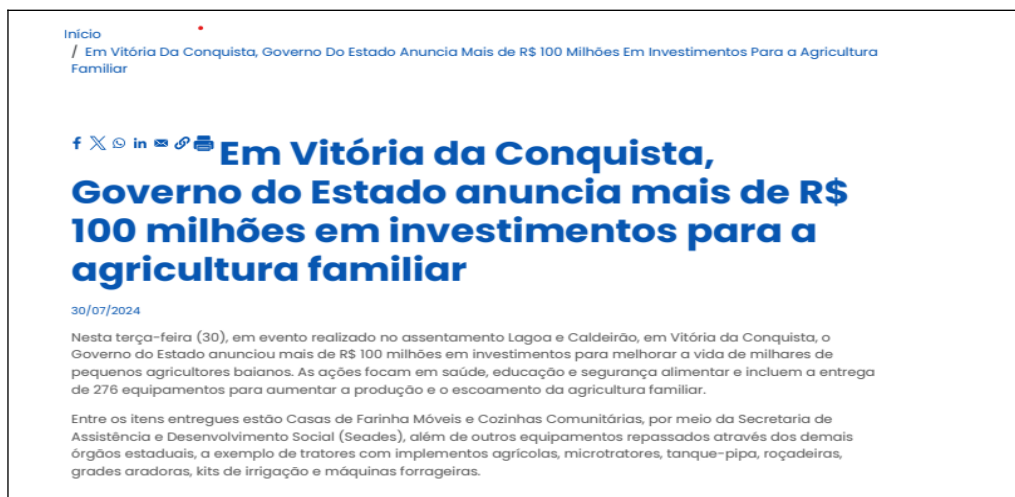 Início
/ Em Vitória Da Conquista, Governo Do Estado Anuncia Mais de R$ 100 Milhões Em Investimentos Para a Agricultura
Familiar
Em Vitória da Conquista,
Governo do Estado anuncia mais de R$
100 milhões em investimentos para a
agricultura familiar
30/07/2024
Nesta terça-feira (30), em evento realizado no assentamento Lagoa e Caldeirão, em Vitória da Conquista, o
Governo do Estado anunciou mais de R$ 100 milhões em investimentos para melhorar a vida de milhares de
pequenos agricultores baianos. As ações focam em saúde, educação e segurança alimentar e incluem a entrega
de 276 equipamentos para aumentar a produção e o escoamento da agricultura familiar.
Entre os itens entregues estão Casas de Farinha Móveis e Cozinhas Comunitárias, por meio da Secretaria de
Assistência e Desenvolvimento Social (Seades), além de outros equipamentos repassados através dos demais
órgãos estaduais, a exemplo de tratores com implementos agrícolas, microtratores, tanque-pipa, roçadeiras,
grades aradoras, kits de irrigação e máquinas forrageiras.